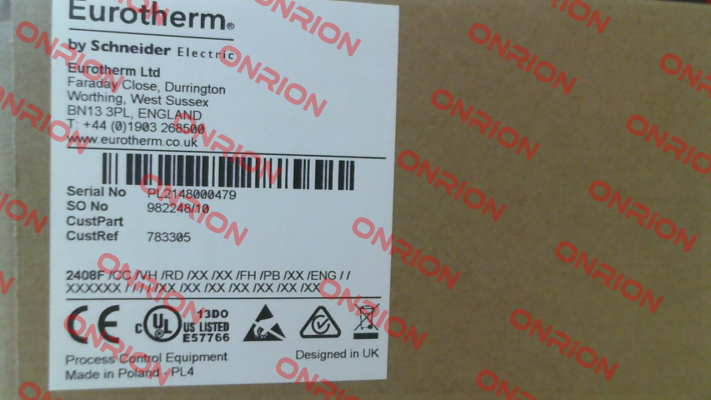 Eurotherm®
by Schneider Electric
Eurotherm Ltd
Faraday Close, Durrington
Worthing, West Sussex
BN13 3PL, ENGLAND
T: +44 (0)1903 268500
www.eurotherm.co.uk
Serial No PL2148000479
SO No 982248/10
CustPart
CustRef 783305
2408F /CC /VH /RD /XX /XX /FH /PB /XX /ENG / /
XXXXXX / / / / /XX /XX /XX /XX /XX /XX /XX
CE
C UL US LISTED
13DO
E57766
Process Control Equipment
Designed in UK
Made in Poland - PL4
ONRION